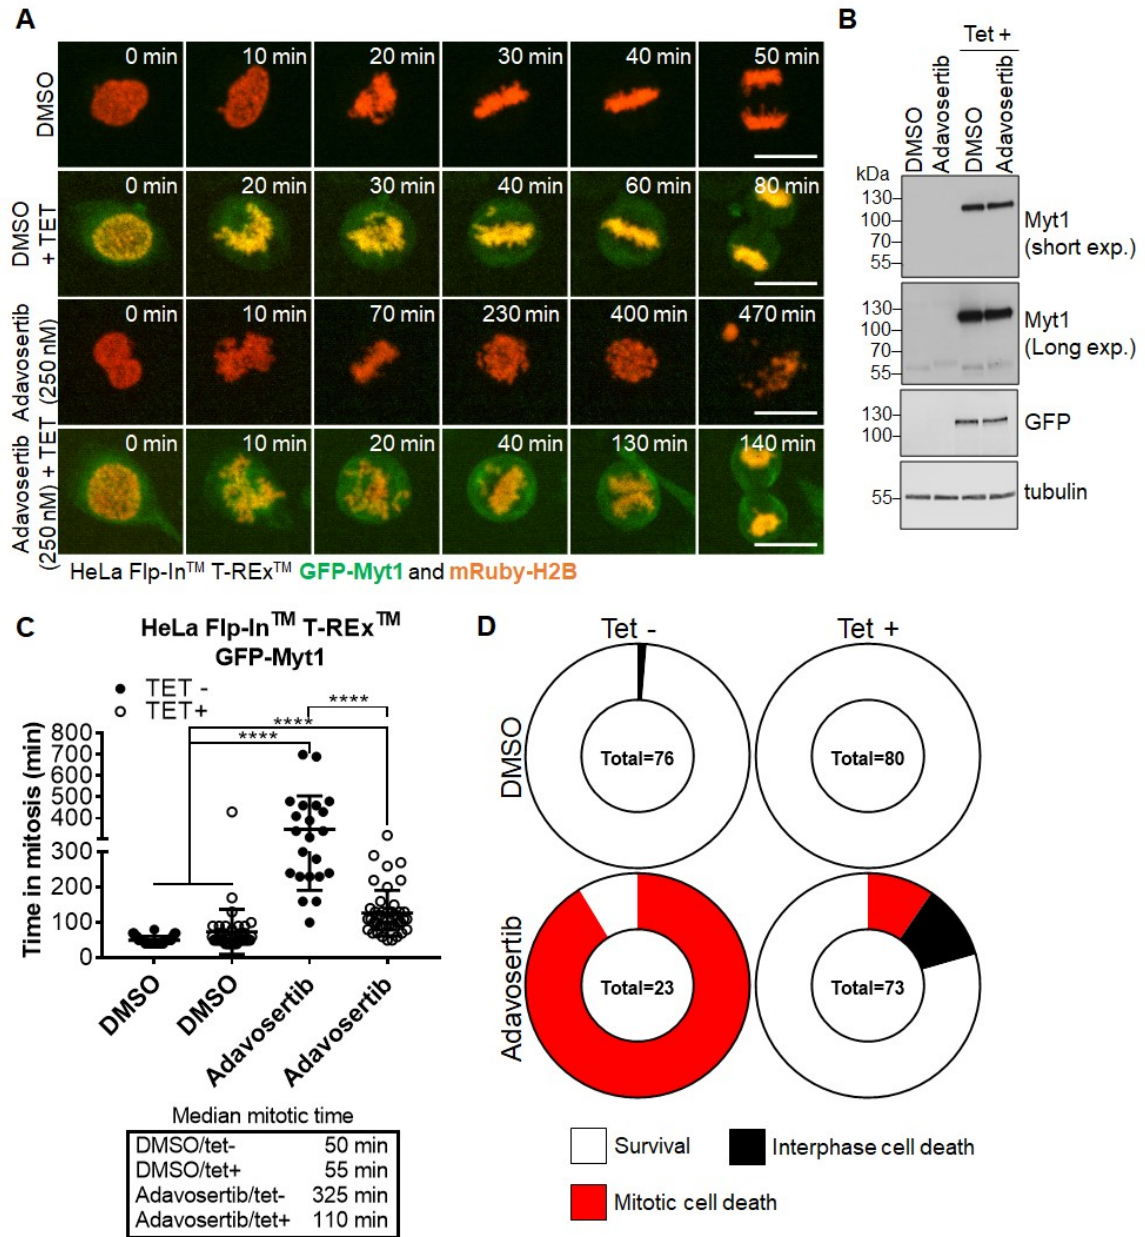 A
DMSO
0 min 10 min 20 min 30 min 40 min 50 min
DMSO
+ TET
0 min 20 min 30 min 40 min 60 min 80 min
Adavosertib
(250 nM)
0 min 10 min 70 min 230 min 400 min 470 min
Adavosertib
(250 nM) + TET
0 min 10 min 20 min 40 min 130 min 140 min
HeLa Flp-In™ T-REx™ GFP-Myt1 and mRuby-H2B
B
Tet +
DMSO
Adavosertib
DMSO
Adavosertib
kDa
130
100
70
55
Myt1
(short exp.)
130
100
70
55
Myt1
(Long exp.)
130
100
GFP
55
tubulin
C
HeLa Flp-In™ T-REx™
GFP-Myt1
TET -
TET+
****
****
****
Time in mitosis (min)
800
700
600
500
400
300
200
100
0
DMSO
DMSO
Adavosertib
Adavosertib
Median mitotic time
DMSO/tet- 50 min
DMSO/tet+ 55 min
Adavosertib/tet- 325 min
Adavosertib/tet+ 110 min
D
Tet - Tet +
DMSO
Total=76 Total=80
Adavosertib
Total=23 Total=73
Survival Interphase cell death
Mitotic cell death